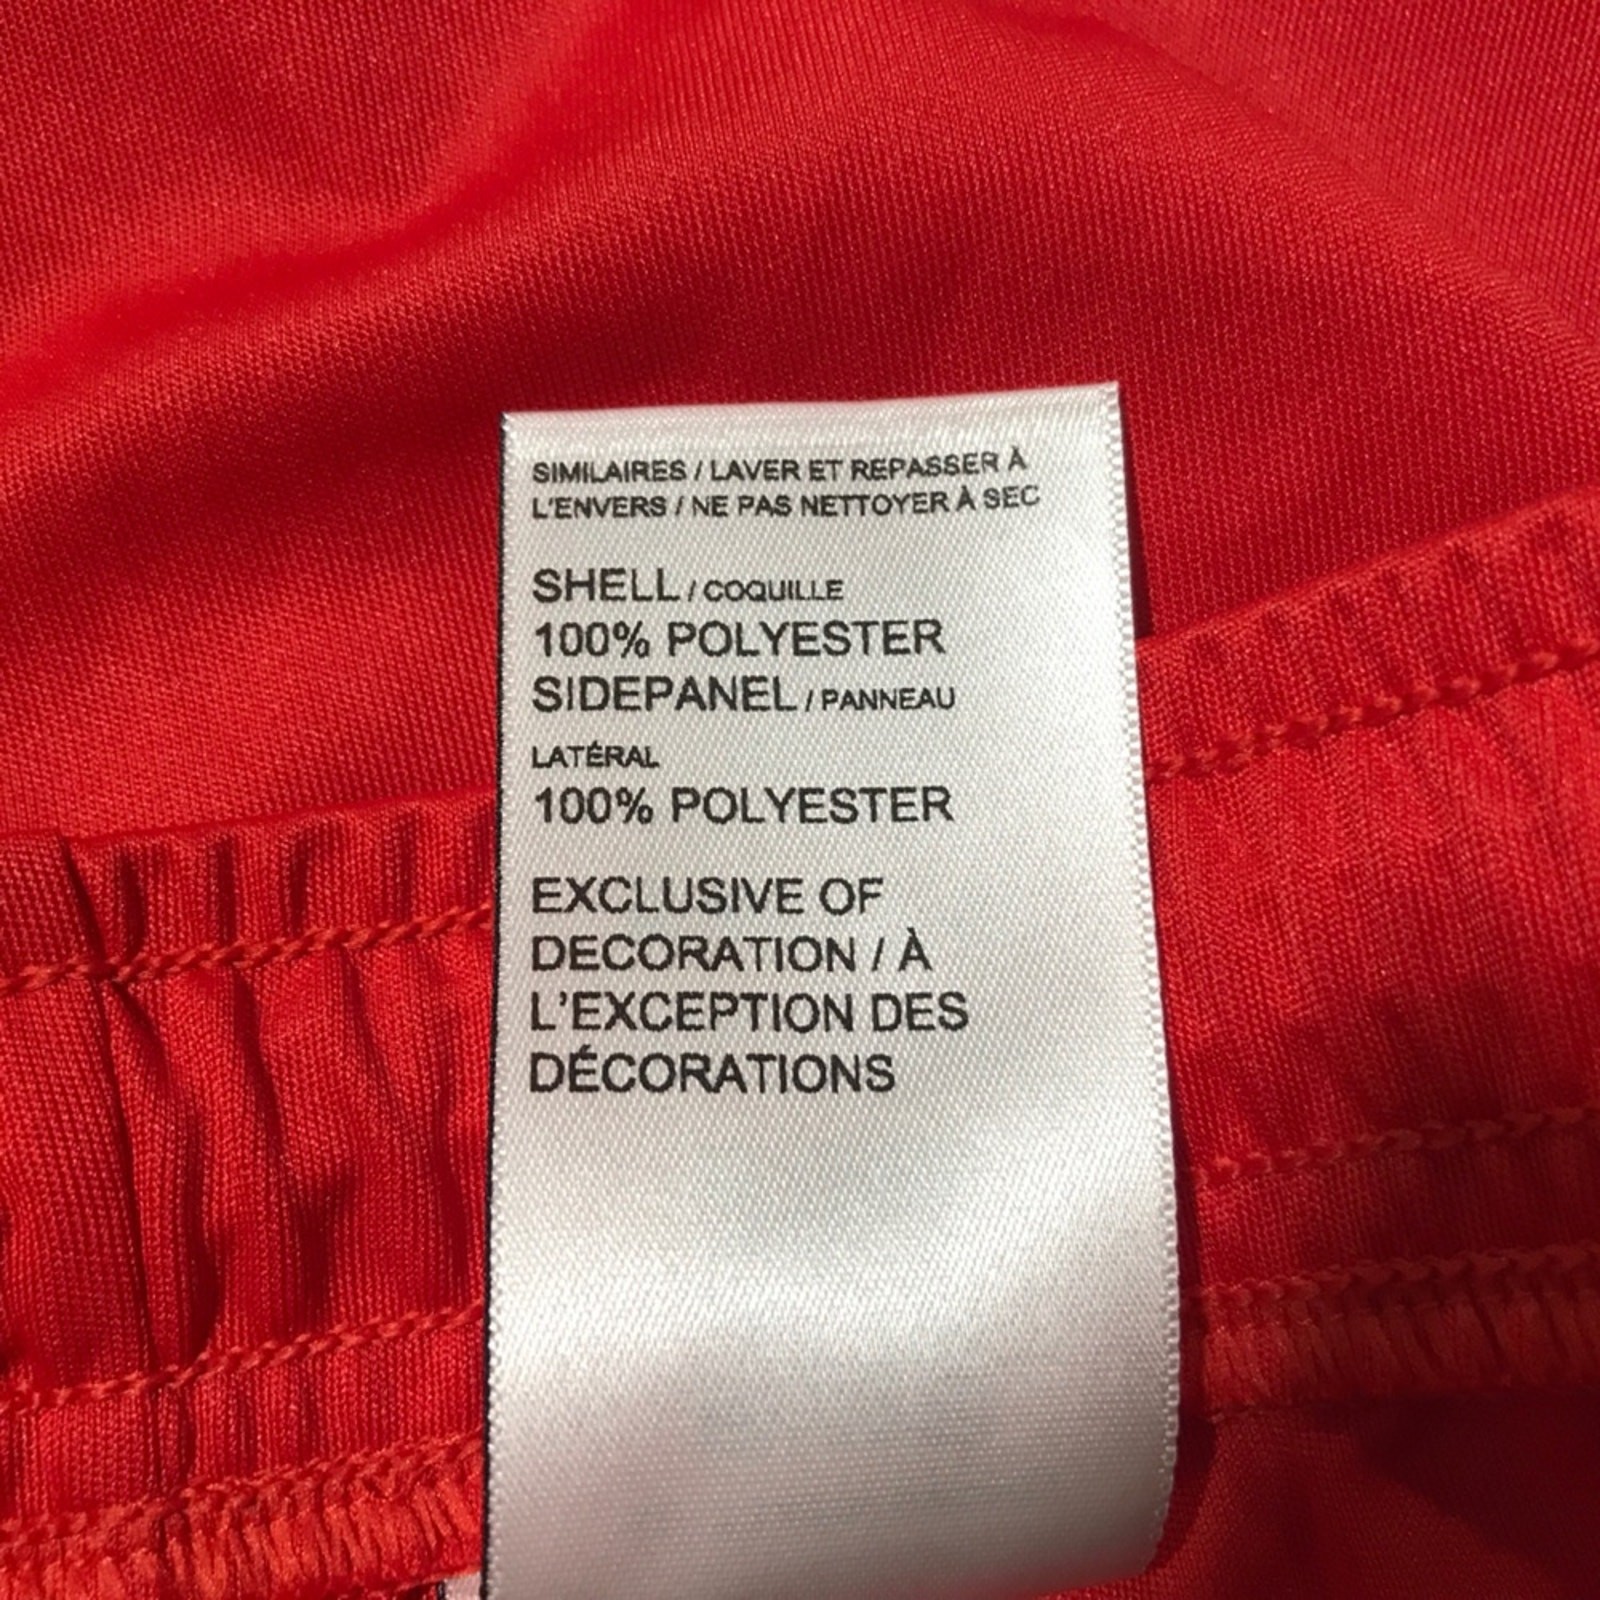 SIMILAIRES / LAVER ET REPASSER À
L'ENVERS / NE PAS NETTOYER À SEC
SHELL / COQUILLE
100% POLYESTER
SIDEPANEL / PANNEAU
LATÉRAL
100% POLYESTER
EXCLUSIVE OF
DECORATION / À
L'EXCEPTION DES
DÉCORATIONS